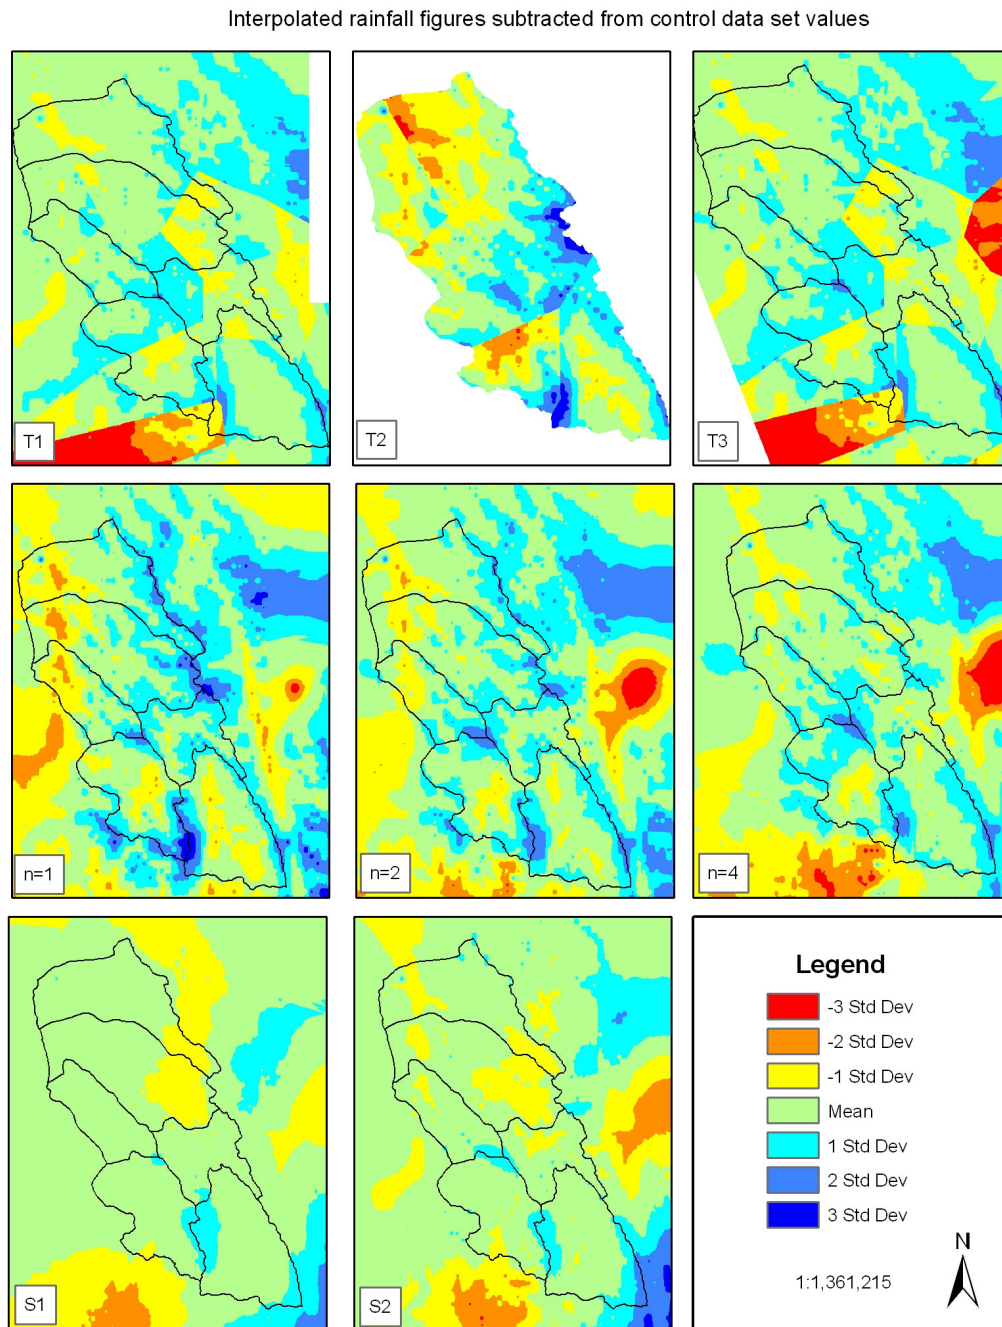 Interpolated rainfall figures subtracted from control data set values
T1
T2
T3
n=1
n=2
n=4
S1
S2
Legend
-3 Std Dev
-2 Std Dev
-1 Std Dev
Mean
1 Std Dev
2 Std Dev
3 Std Dev
N
1:1,361,215